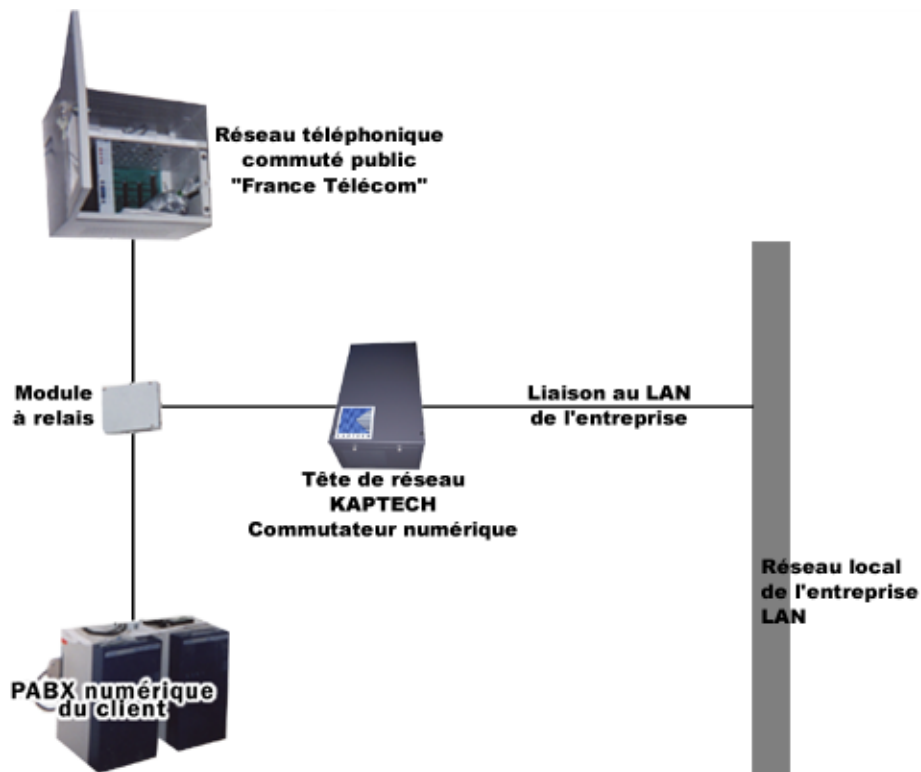 Réseau téléphonique
commuté public
"France Télécom"
Module
à relais
Liaison au LAN
de l'entreprise
Tête de réseau
KAPTECH
Commutateur numérique
Réseau local
de l'entreprise
LAN
PABX numérique
du client